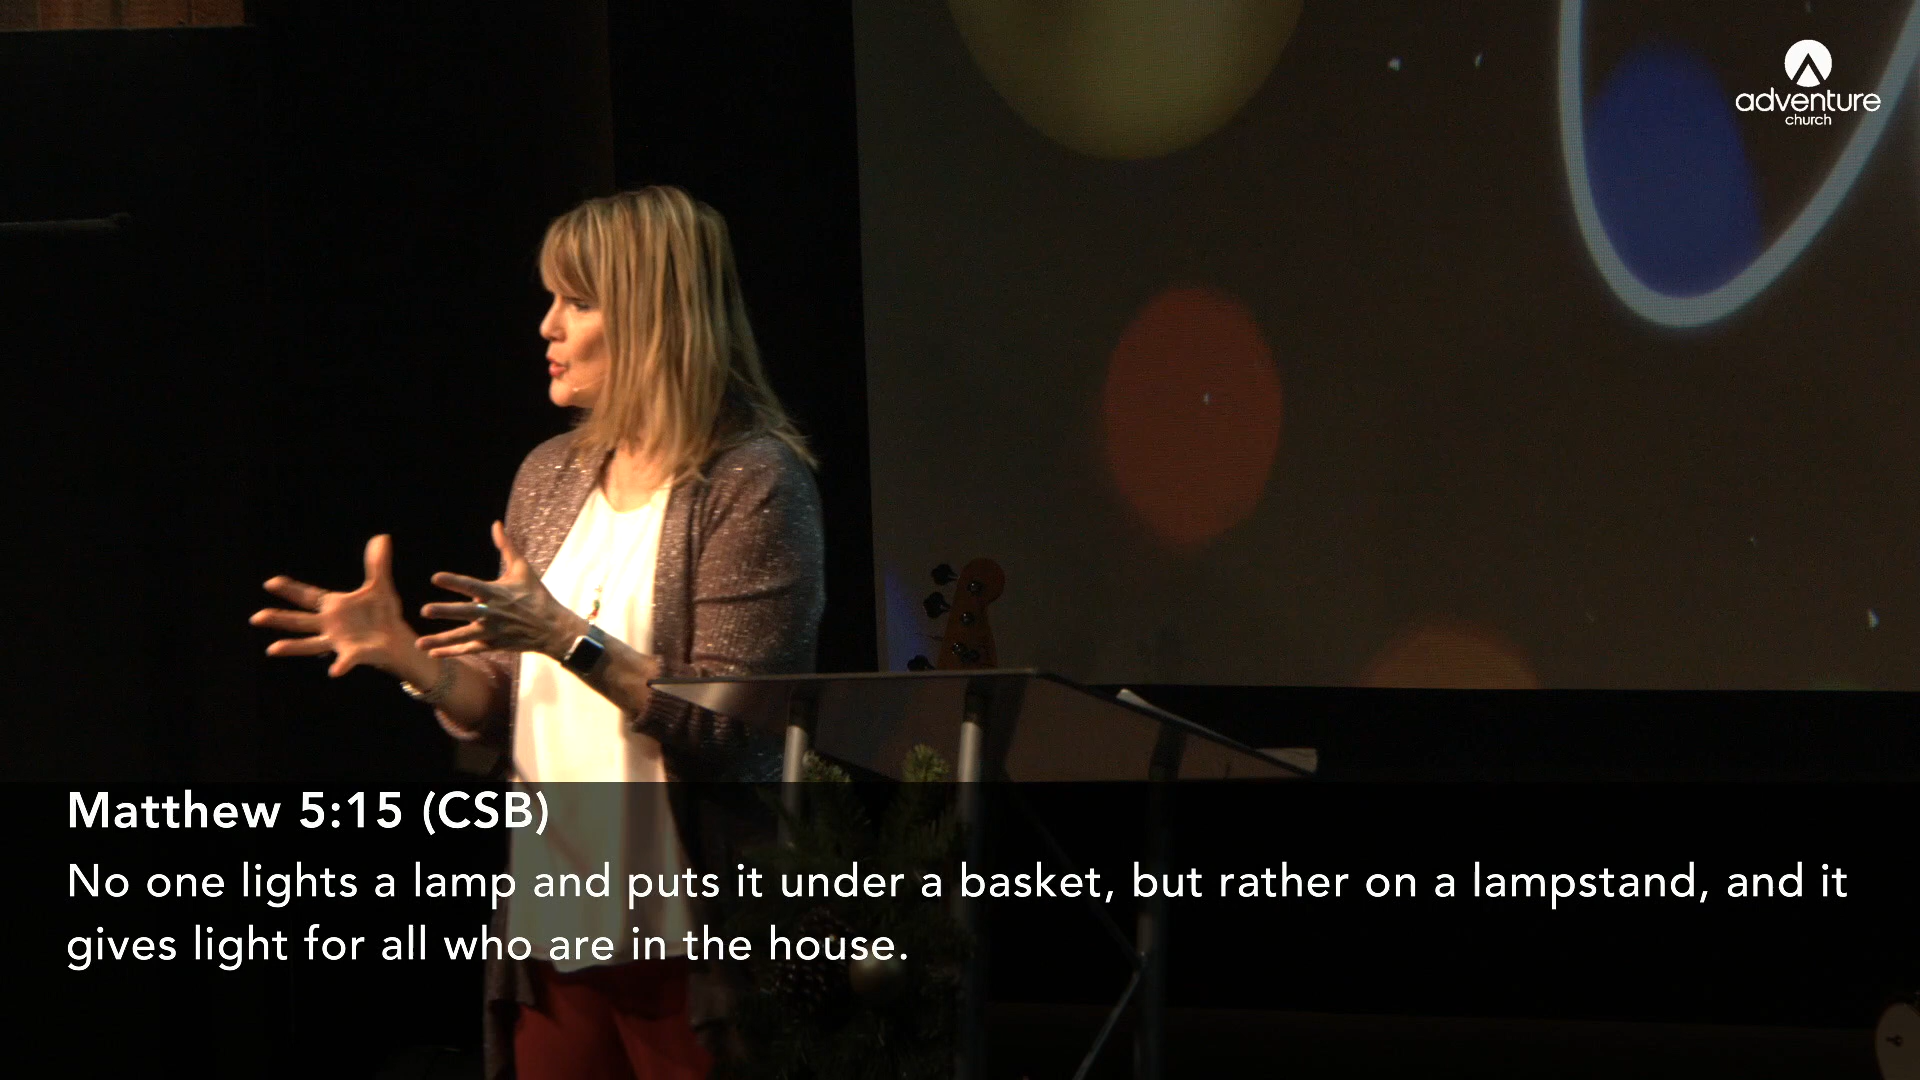 adventure
church
Matthew 5:15 (CSB)
No one lights a lamp and puts it under a basket, but rather on a lampstand, and it
gives light for all who are in the house.